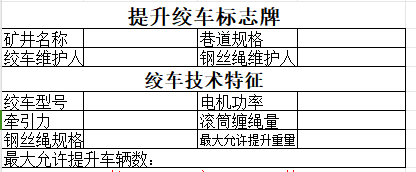 提升绞车标志牌
矿井名称 巷道规格
绞车维护人 钢丝绳维护人
绞车技术特征
绞车型号 电机功率
牵引力 滚筒缠绳量
钢丝绳规格 最大允许提升重量
最大允许提升车辆数：